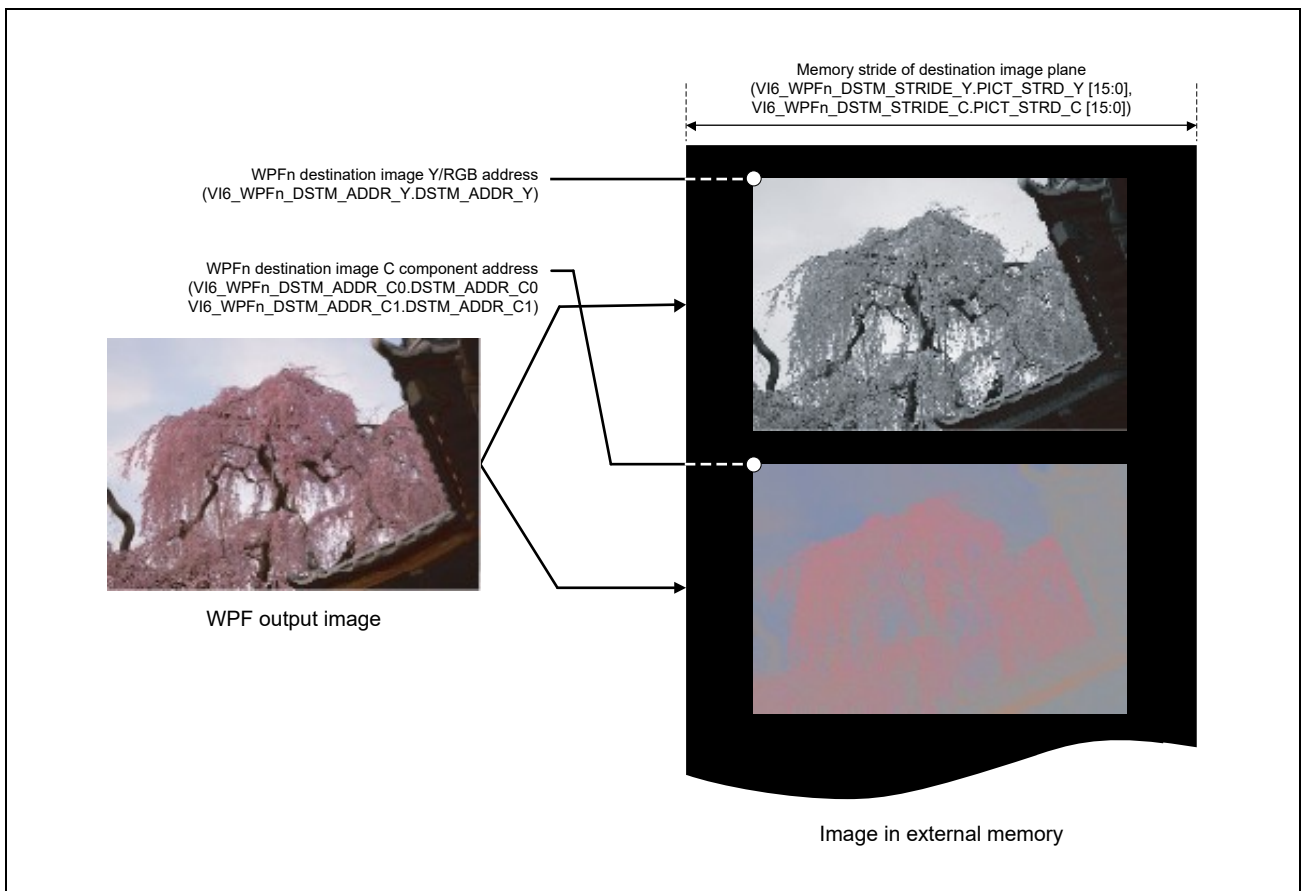 Memory stride of destination image plane
(VI6_WPFn_DSTM_STRIDE_Y.PICT_STRD_Y [15:0],
VI6_WPFn_DSTM_STRIDE_C.PICT_STRD_C [15:0])
WPFn destination image Y/RGB address
(VI6_WPFn_DSTM_ADDR_Y.DSTM_ADDR_Y)
WPFn destination image C component address
(VI6_WPFn_DSTM_ADDR_C0.DSTM_ADDR_C0
VI6_WPFn_DSTM_ADDR_C1.DSTM_ADDR_C1)
WPF output image
Image in external memory